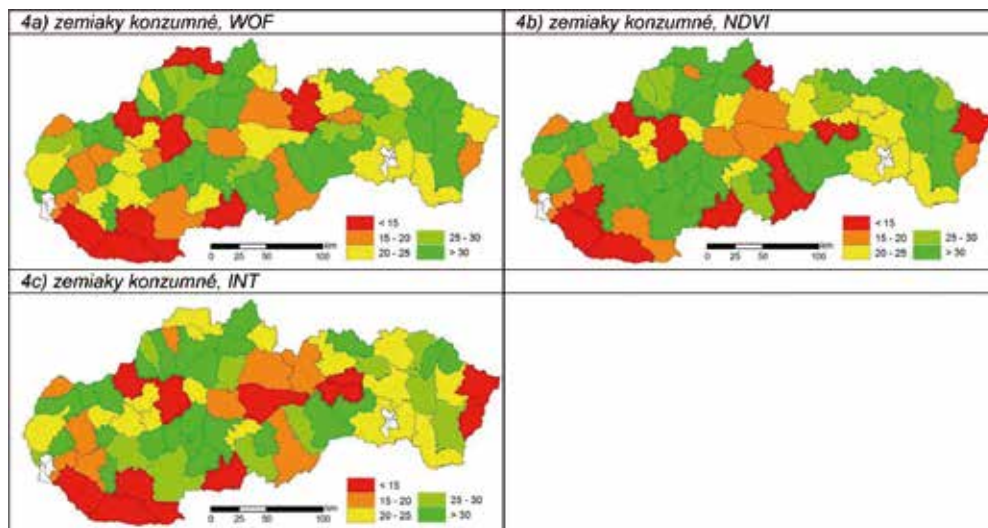 4a) zemiaky konzumné, WOF
4b) zemiaky konzumné, NDVI
< 15
15 - 20
20 - 25
25 - 30
> 30
0 25 50 100
km
< 15
15 - 20
20 - 25
25 - 30
> 30
0 25 50 100
km
4c) zemiaky konzumné, INT
< 15
15 - 20
20 - 25
25 - 30
> 30
0 25 50 100
km